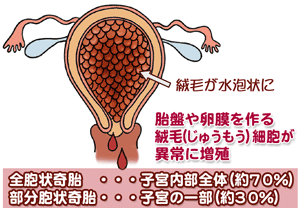 絨毛が水泡状に
胎盤や卵膜を作る
絨毛(じゅうもう)細胞が
異常に増殖
全胞状奇胎　・・・子宮内部全体(約70%)
部分胞状奇胎・・・子宮の一部(約30%)